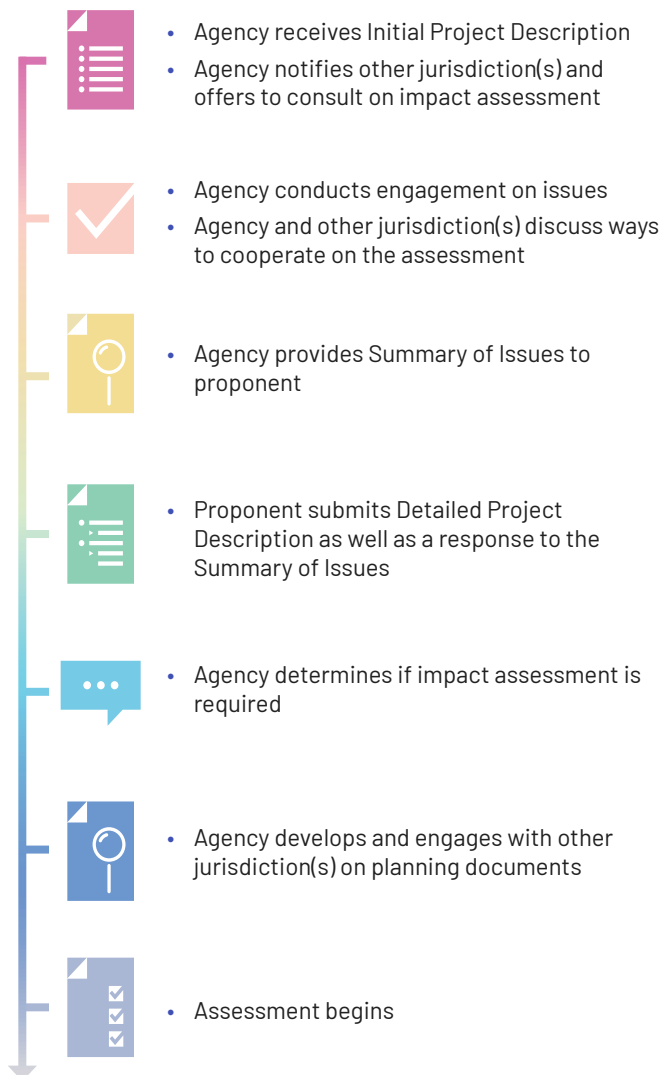 • Agency receives Initial Project Description
• Agency notifies other jurisdiction(s) and
offers to consult on impact assessment
• Agency conducts engagement on issues
• Agency and other jurisdiction(s) discuss ways
to cooperate on the assessment
• Agency provides Summary of Issues to
proponent
• Proponent submits Detailed Project
Description as well as a response to the
Summary of Issues
• Agency determines if impact assessment is
required
• Agency develops and engages with other
jurisdiction(s) on planning documents
• Assessment begins